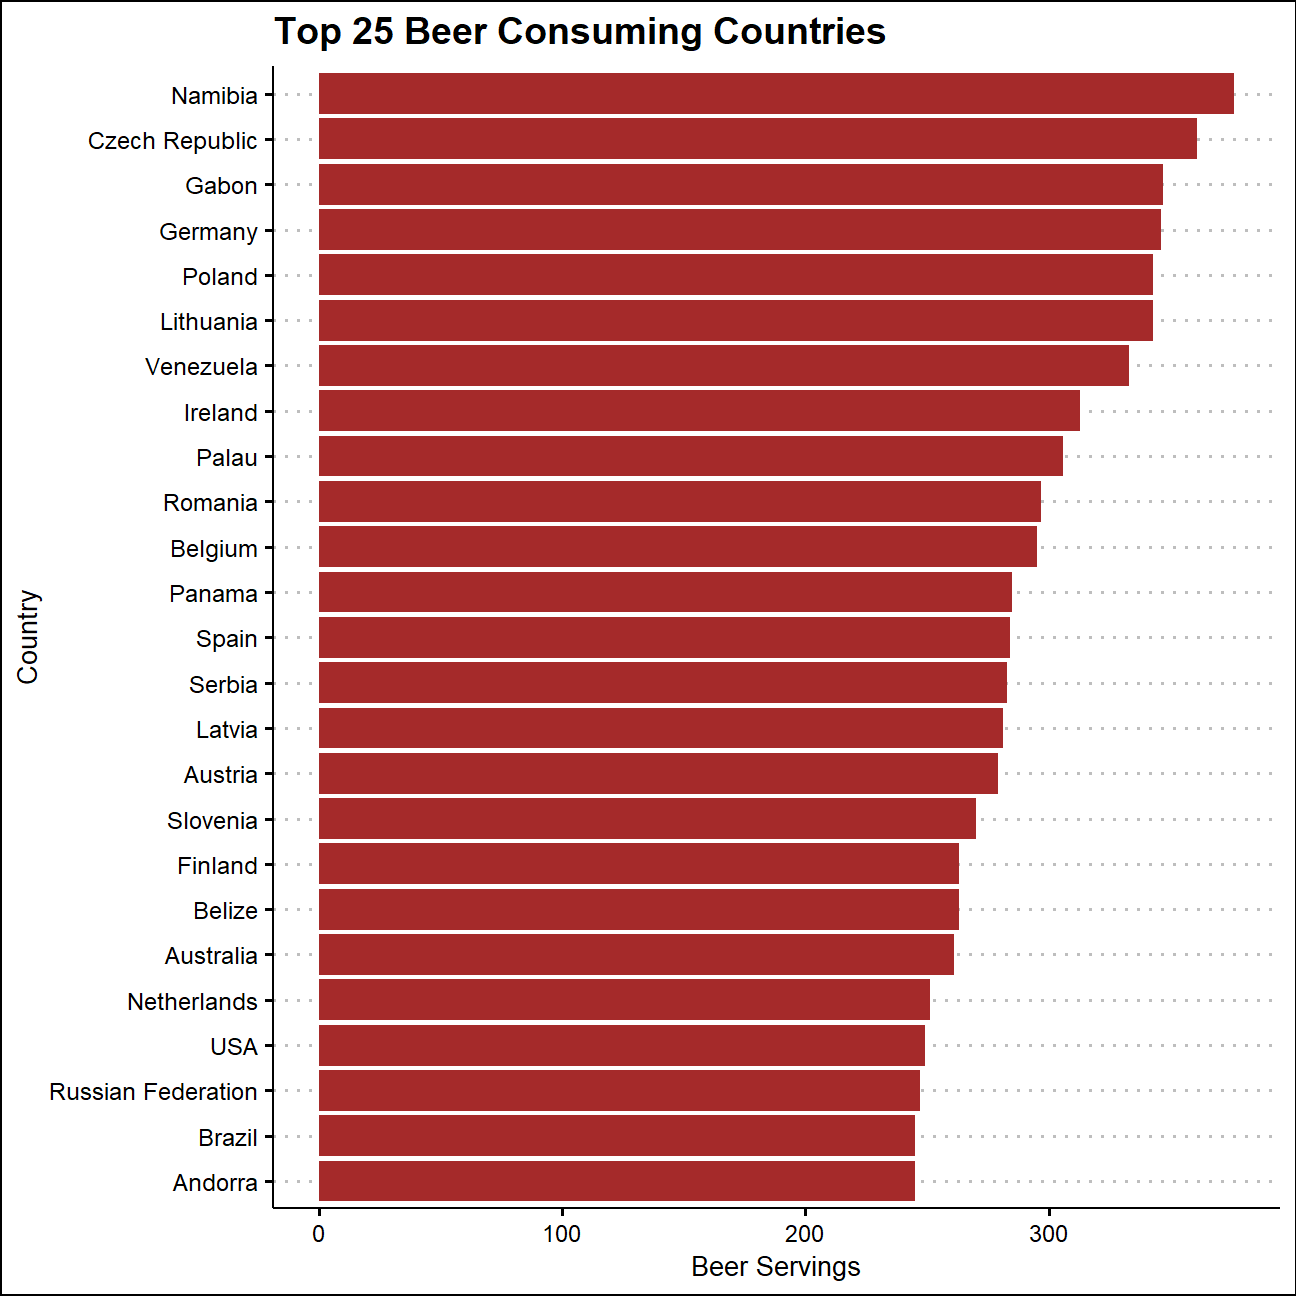 Top 25 Beer Consuming Countries
Namibia
Czech Republic
Gabon
Germany
Poland
Lithuania
Venezuela
Ireland
Palau
Romania
Belgium
Panama
Spain
Serbia
Latvia
Austria
Slovenia
Finland
Belize
Australia
Netherlands
USA
Russian Federation
Brazil
Andorra
Country
0 100 200 300
Beer Servings